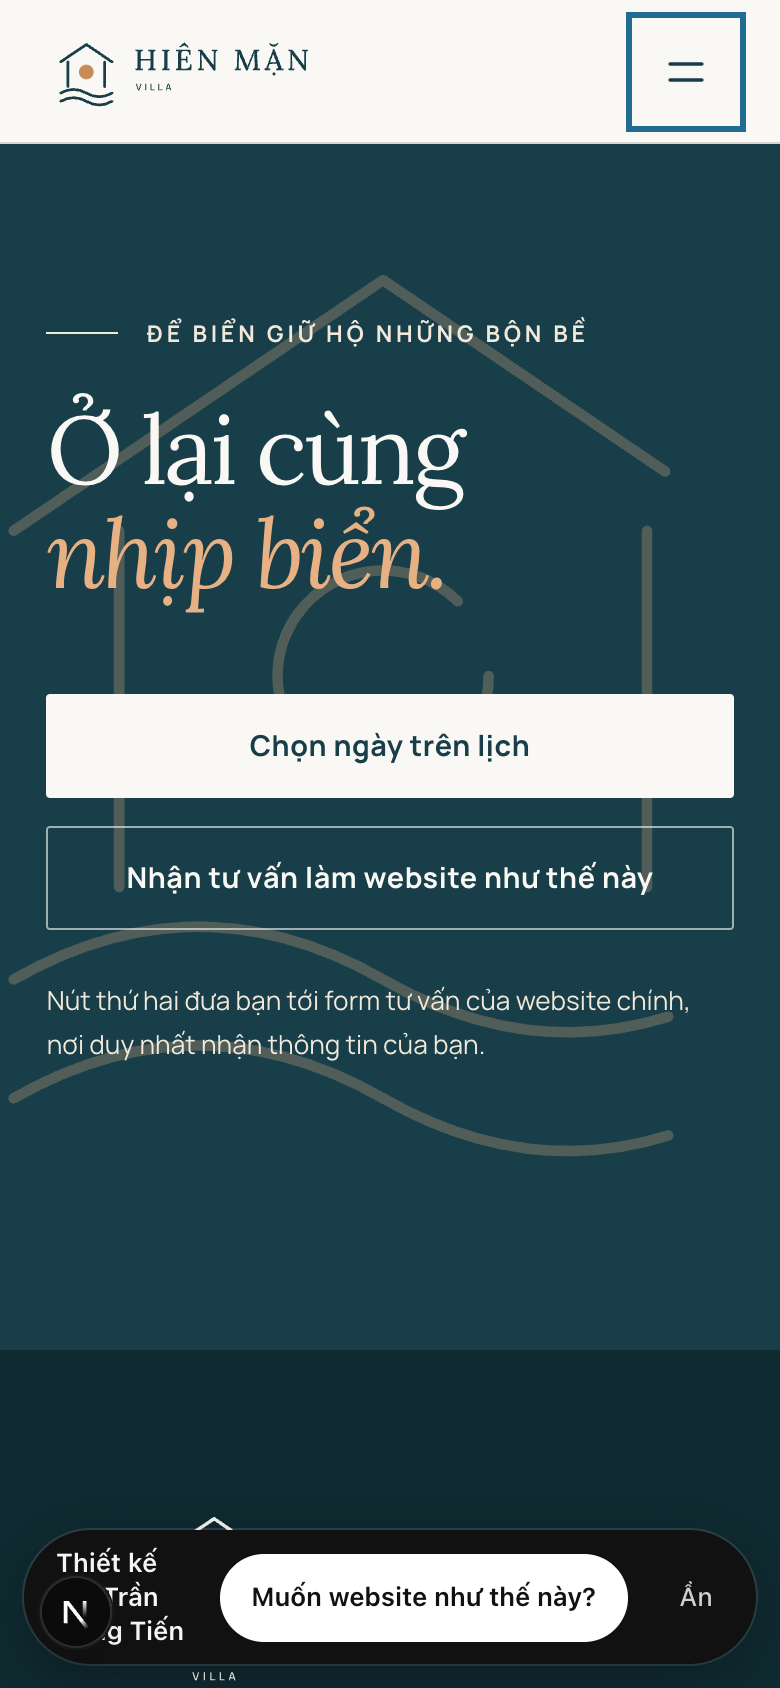 HIÊN MẶN
VILLA
ĐỂ BIỂN GIỮ HỘ NHỮNG BỘN BỀ
Ở lại cùng
nhịp biển.
Chọn ngày trên lịch
Nhận tư vấn làm website như thế này
Nút thứ hai đưa bạn tới form tư vấn của website chính,
nơi duy nhất nhận thông tin của bạn.
Thiết kế
Trần
Tiến
Muốn website như thế này?
Ẩn
N
VILLA